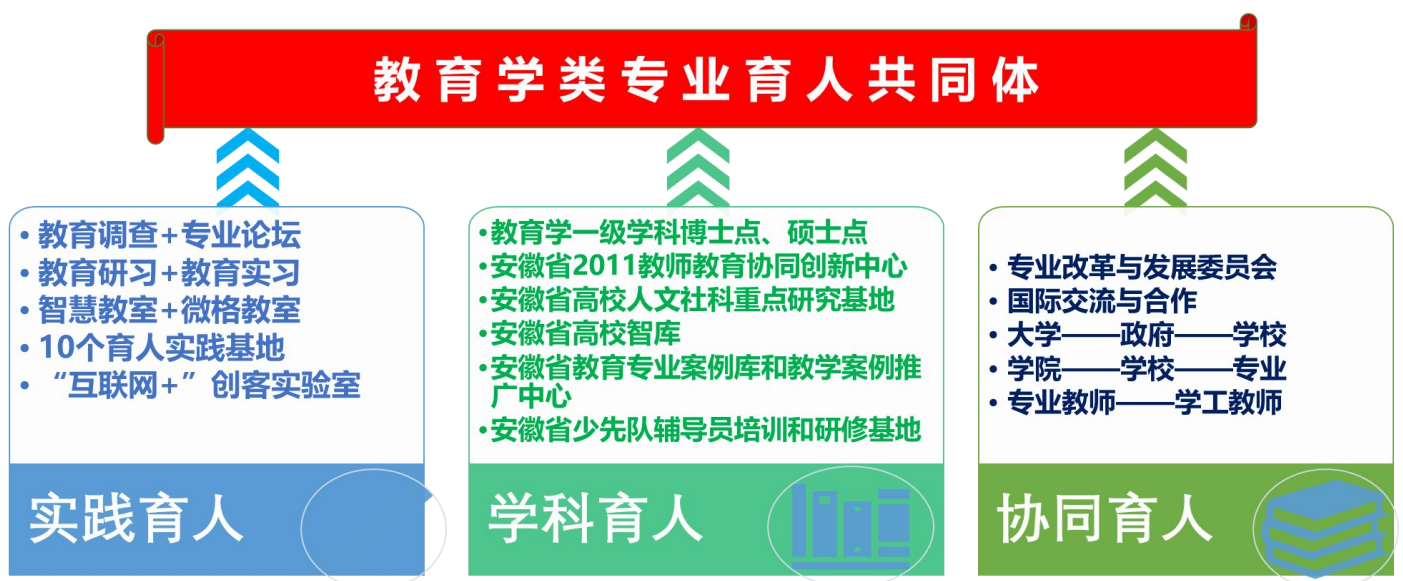 教育学类专业育人共同体
• 教育调查+专业论坛
• 教育研习+教育实习
• 智慧教室+微格教室
• 10个育人实践基地
• “互联网+”创客实验室
实践育人
•教育学一级学科博士点、硕士点
•安徽省2011教师教育协同创新中心
•安徽省高校人文社科重点研究基地
•安徽省高校智库
•安徽省教育专业案例库和教学案例推
广中心
•安徽省少先队辅导员培训和研修基地
学科育人
• 专业改革与发展委员会
• 国际交流与合作
• 大学——政府——学校
• 学院——学校——专业
• 专业教师——学工教师
协同育人